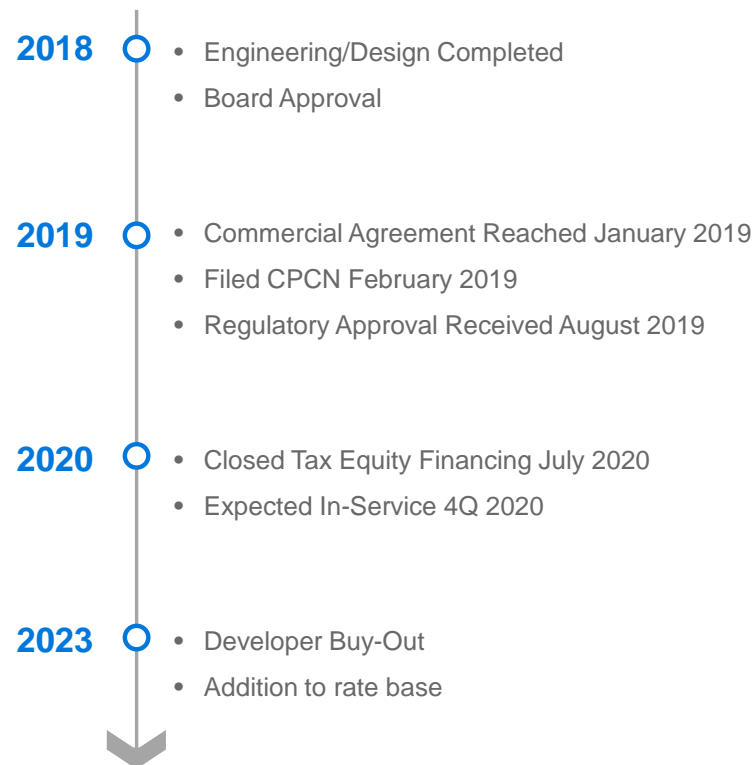 2018
• Engineering/Design Completed
• Board Approval
2019
• Commercial Agreement Reached January 2019
• Filed CPCN February 2019
• Regulatory Approval Received August 2019
2020
• Closed Tax Equity Financing July 2020
• Expected In-Service 4Q 2020
2023
• Developer Buy-Out
• Addition to rate base